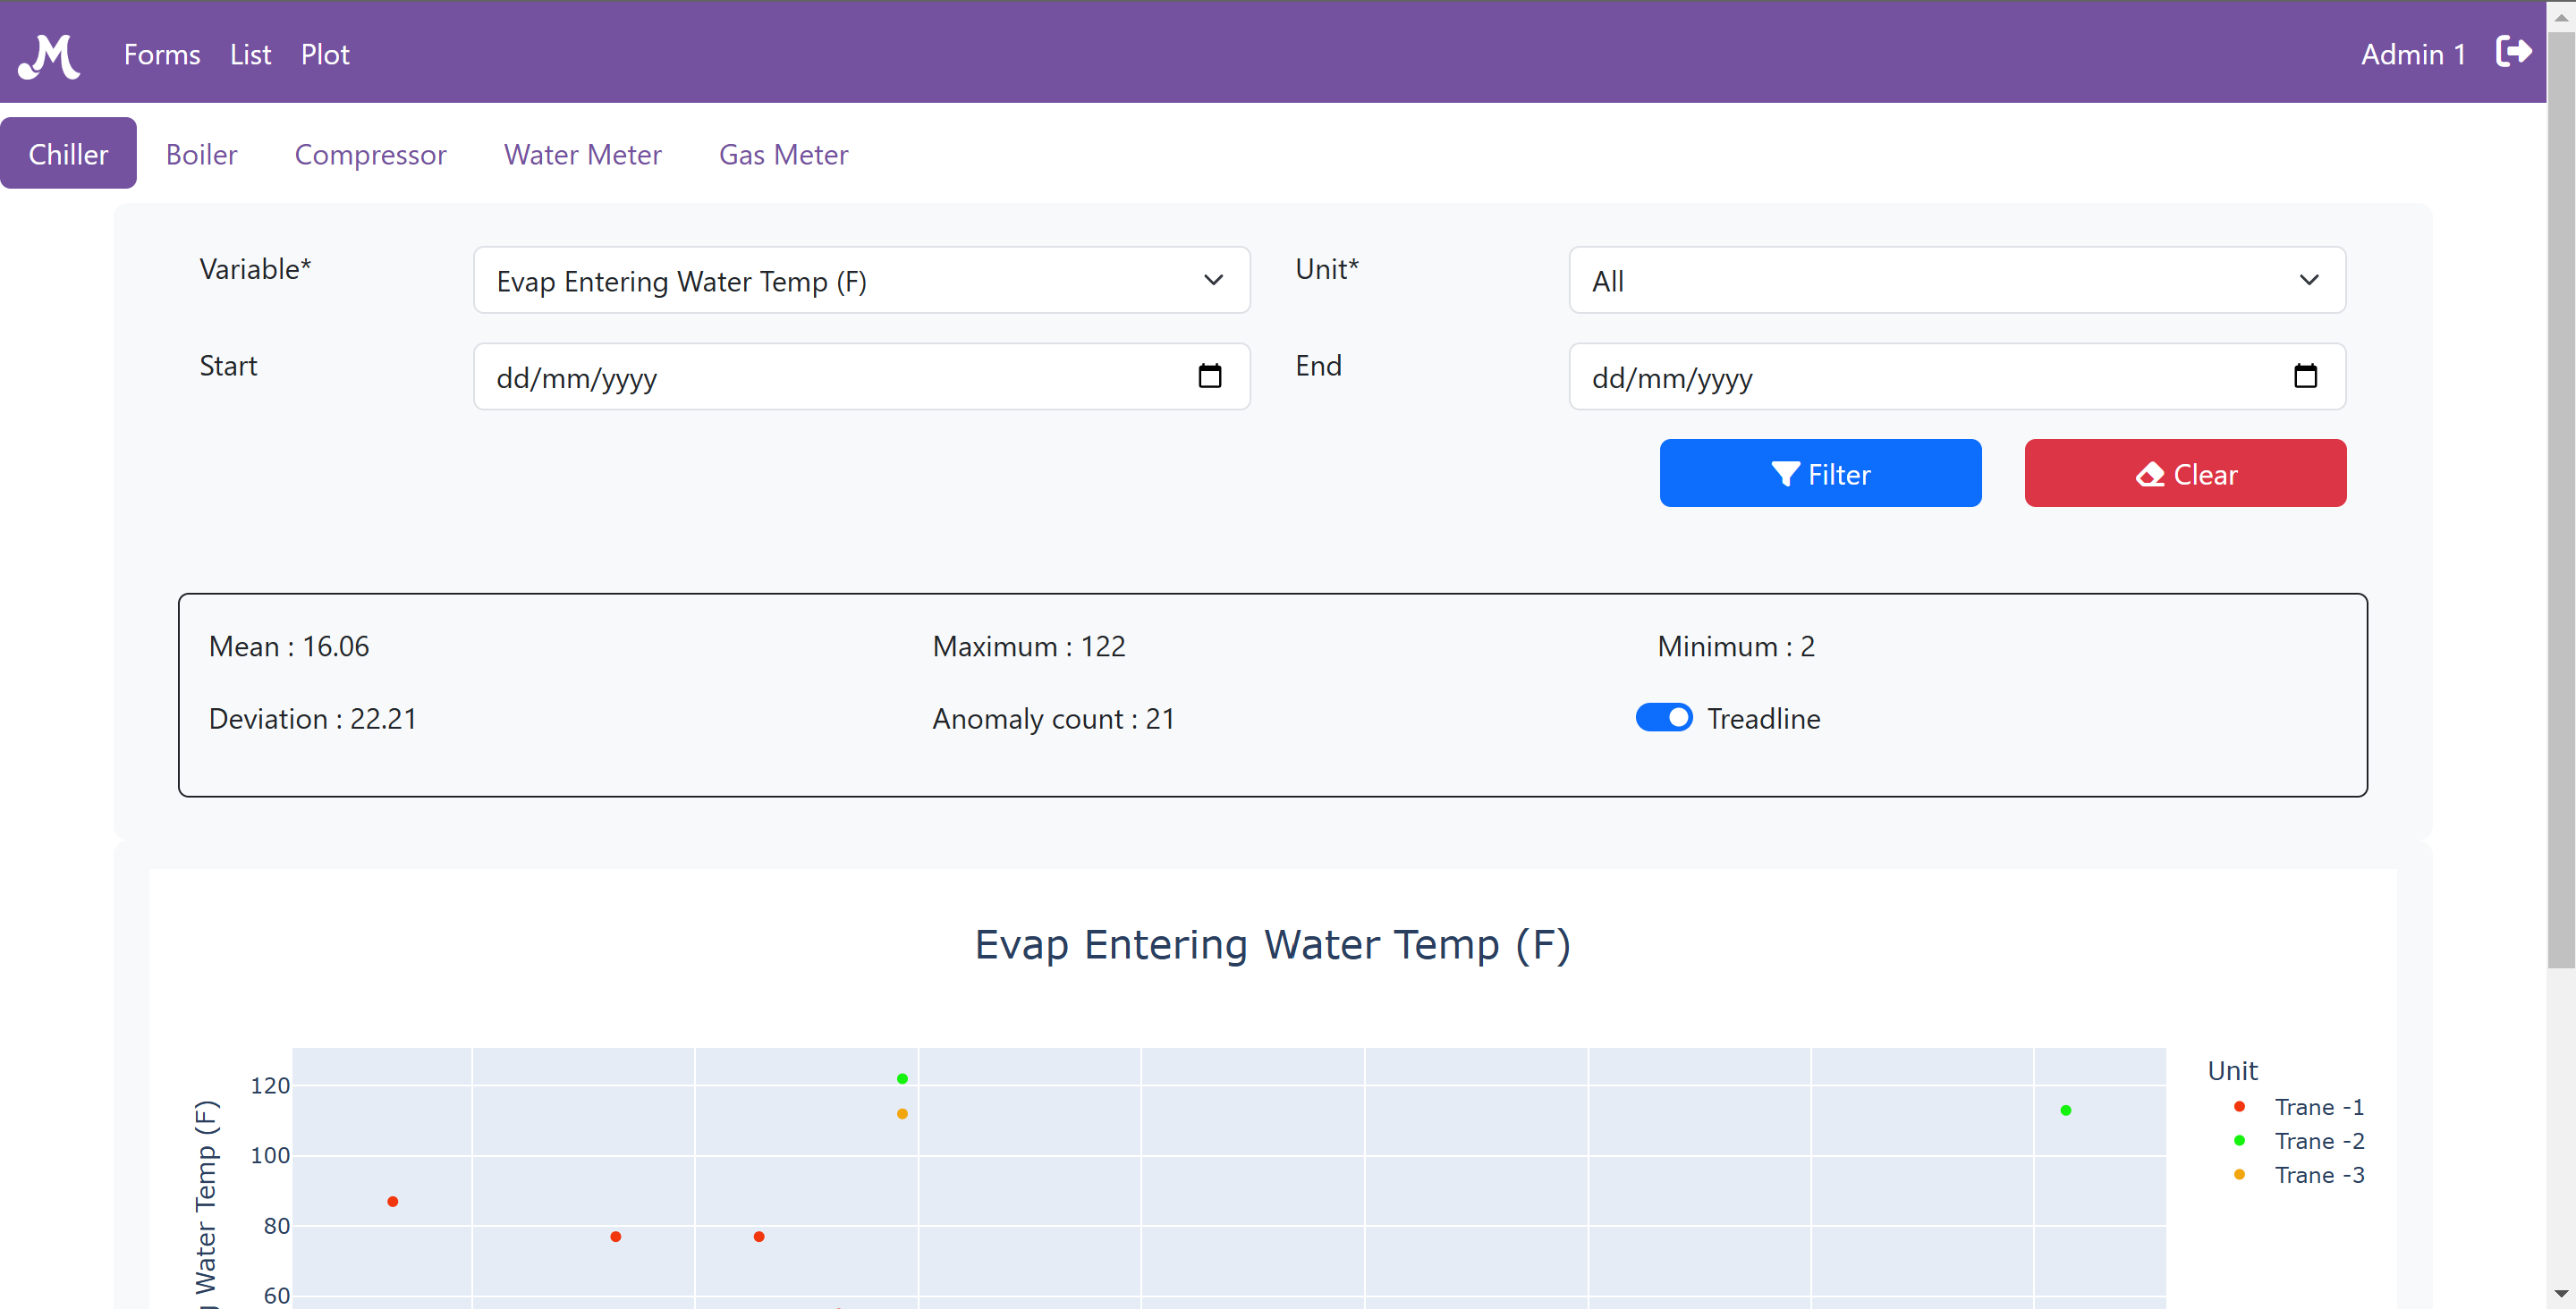 M Forms List Plot Admin 1
Chiller Boiler Compressor Water Meter Gas Meter
Variable* Evap Entering Water Temp (F) Unit* All
Start dd/mm/yyyy End dd/mm/yyyy
Filter Clear
Mean : 16.06 Maximum : 122 Minimum : 2
Deviation : 22.21 Anomaly count : 21 Treadline
Evap Entering Water Temp (F)
Unit
Trane -1
Trane -2
Trane -3
120
100
80
60
Water Temp (F)